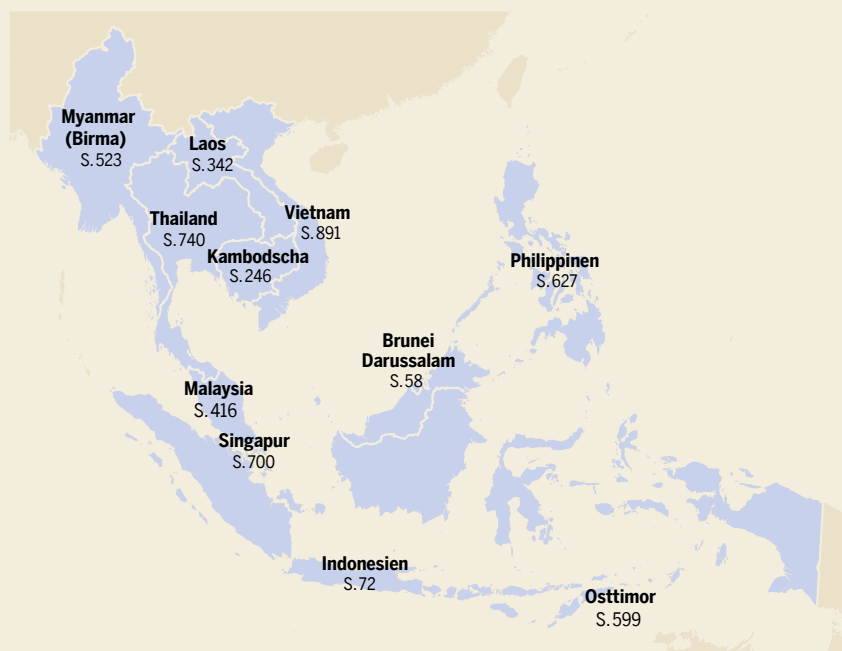 Myanmar
(Birma)
S. 523
Laos
S. 342
Thailand
S. 740
Vietnam
S. 891
Kambodscha
S. 246
Philippinen
S. 627
Brunei
Darussalam
S. 58
Malaysia
S. 416
Singapur
S. 700
Indonesien
S. 72
Osttimor
S. 599